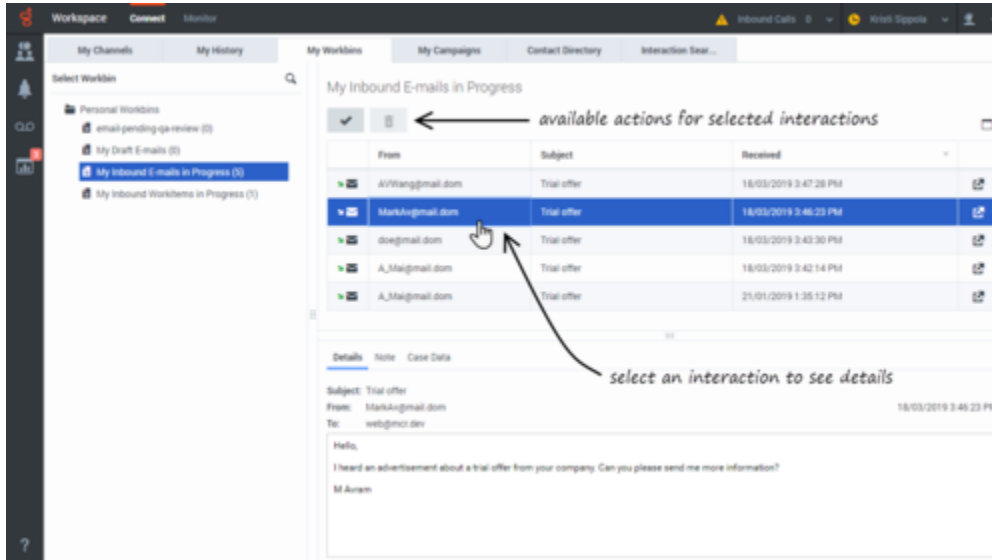 Workspace Connect Monitor
Inbound Calls 0 Kristi Sippola
My Channels My History My Workbins My Campaigns Contact Directory Interaction Sear...
Select Workbin
My Inbound E-mails in Progress
Personal Workbins
email-pending-qa-review (0)
My Draft E-mails (0)
My Inbound E-mails in Progress (5)
My Inbound Workitems in Progress (1)
3
available actions for selected interactions
From Subject Received
AVWang@mail.dom Trial offer 18/03/2019 3:47:28 PM
MarkAv@mail.dom Trial offer 18/03/2019 3:46:23 PM
doe@mail.dom Trial offer 18/03/2019 3:43:30 PM
A_Mai@mail.dom Trial offer 18/03/2019 3:42:14 PM
A_Mai@mail.dom Trial offer 21/01/2019 1:35:12 PM
select an interaction to see details
Details Note Case Data
Subject: Trial offer
From: MarkAv@mail.dom 18/03/2019 3:46:23 PM
To: web@mcr.dev
Hello,
I heard an advertisement about a trial offer from your company. Can you please send me more information?
M Avram
?